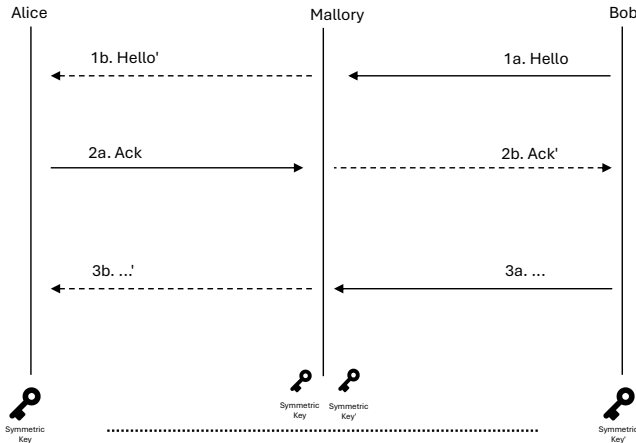 Alice
Mallory
Bob
1b. Hello'
1a. Hello
2a. Ack
2b. Ack'
3b. ...'
3a. ...
Symmetric
Key
Symmetric
Key
Symmetric
Key'
Symmetric
Key'